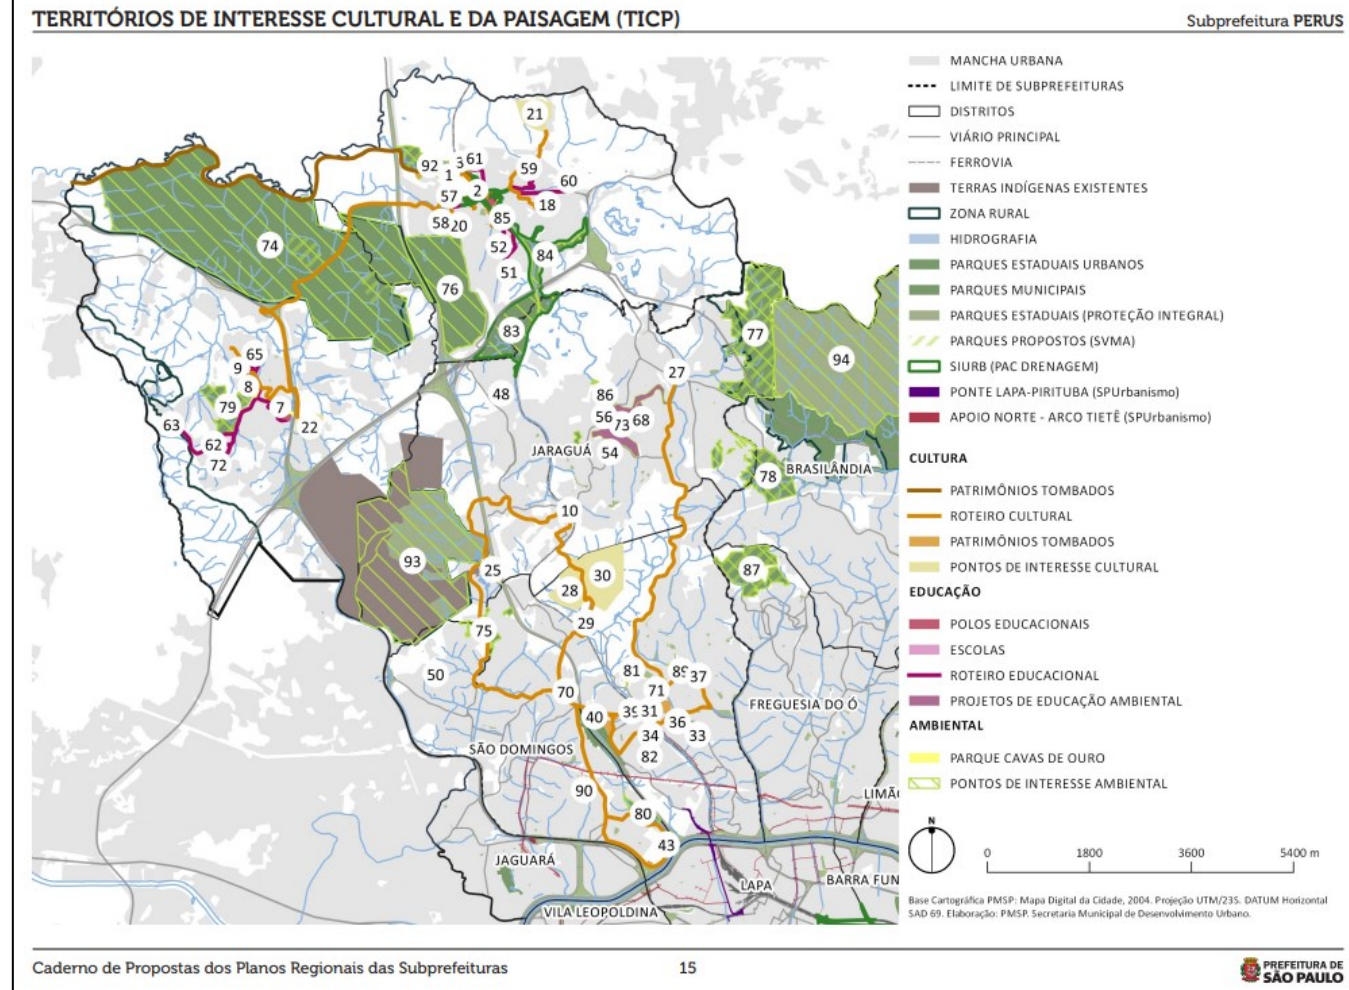 TERRITÓRIOS DE INTERESSE CULTURAL E DA PAISAGEM (TICP)
Subprefeitura PERUS
21
92
3
61
59
1
60
57
2
18
58
20
85
52
84
74
51
76
83
77
94
65
9
8
27
48
86
79
7
56
73
68
63
22
62
54
72
JARAGUÁ
BRASILÂNDIA
78
10
93
25
30
87
28
29
75
50
81
89
37
70
71
40
39
31
36
FREGUESIA DO Ó
34
33
SÃO DOMINGOS
82
90
LIMÃ
80
43
JAGUARÁ
LAPA
BARRA FUN
VILA LEOPOLDINA
MANCHA URBANA
LIMITE DE SUBPREFEITURAS
DISTRITOS
VIÁRIO PRINCIPAL
FERROVIA
TERRAS INDÍGENAS EXISTENTES
ZONA RURAL
HIDROGRAFIA
PARQUES ESTADUAIS URBANOS
PARQUES MUNICIPAIS
PARQUES ESTADUAIS (PROTEÇÃO INTEGRAL)
PARQUES PROPOSTOS (SVMA)
SIURB (PAC DRENAGEM)
PONTE LAPA-PIRITUBA (SPUrbanismo)
APOIO NORTE - ARCO TIETÊ (SPUrbanismo)
CULTURA
PATRIMÔNIOS TOMBADOS
ROTEIRO CULTURAL
PATRIMÔNIOS TOMBADOS
PONTOS DE INTERESSE CULTURAL
EDUCAÇÃO
POLOS EDUCACIONAIS
ESCOLAS
ROTEIRO EDUCACIONAL
PROJETOS DE EDUCAÇÃO AMBIENTAL
AMBIENTAL
PARQUE CAVAS DE OURO
PONTOS DE INTERESSE AMBIENTAL
N
0 1800 3600 5400 m
Base Cartográfica PMSP: Mapa Digital da Cidade, 2004. Projeção UTM/23S. DATUM Horizontal
SAD 69. Elaboração: PMSP. Secretaria Municipal de Desenvolvimento Urbano.
Caderno de Propostas dos Planos Regionais das Subprefeituras
15
PREFEITURA DE
SÃO PAULO